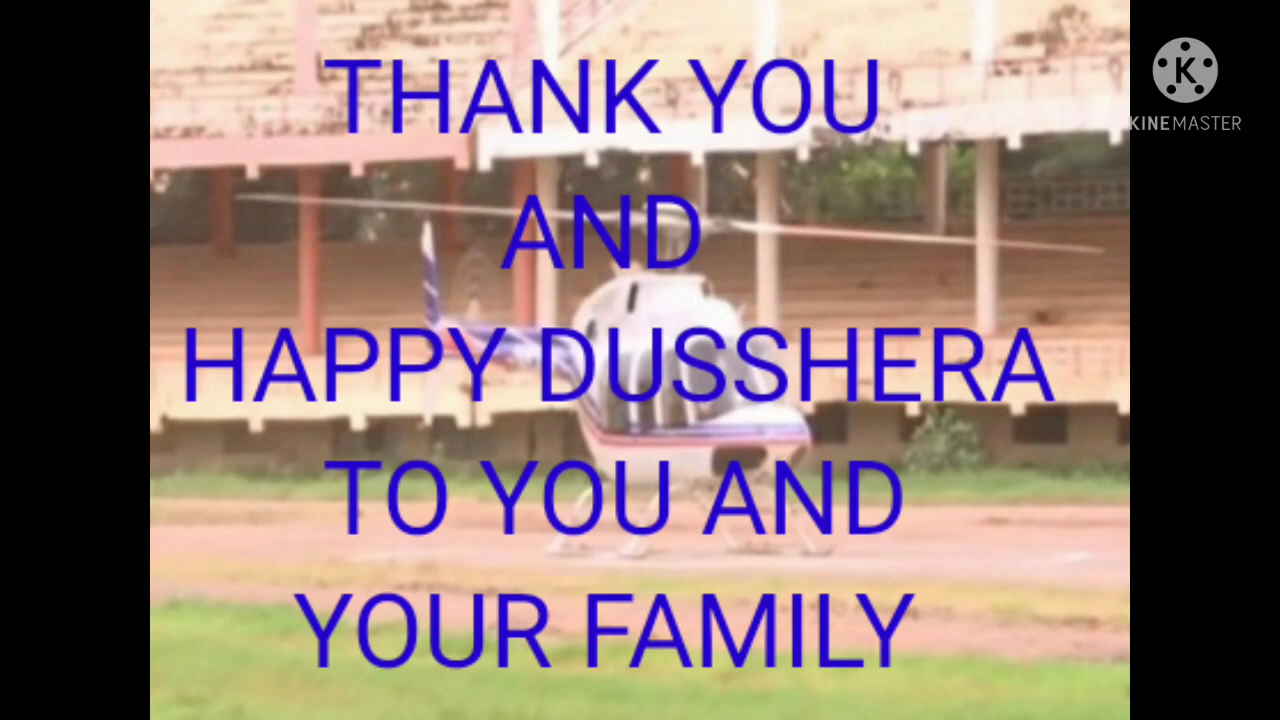 THANK YOU
AND
HAPPY DUSSHERA
TO YOU AND
YOUR FAMILY
K
KINEMASTER